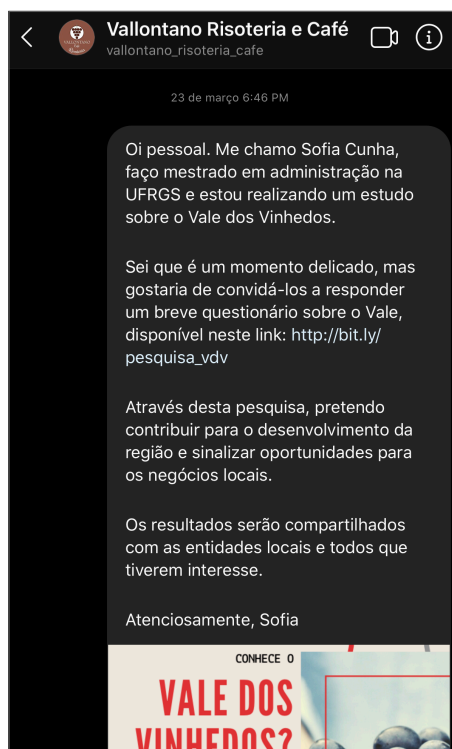 Vallontano Risoteria e Café
vallontano_risoteria_cafe
23 de março 6:46 PM
Oi pessoal. Me chamo Sofia Cunha,
faço mestrado em administração na
UFRGS e estou realizando um estudo
sobre o Vale dos Vinhedos.
Sei que é um momento delicado, mas
gostaria de convidá-los a responder
um breve questionário sobre o Vale,
disponível neste link: http://bit.ly/
pesquisa_vdv
Através desta pesquisa, pretendo
contribuir para o desenvolvimento da
região e sinalizar oportunidades para
os negócios locais.
Os resultados serão compartilhados
com as entidades locais e todos que
tiverem interesse.
Atenciosamente, Sofia
CONHECE O
VALE DOS
VINHEDOS?